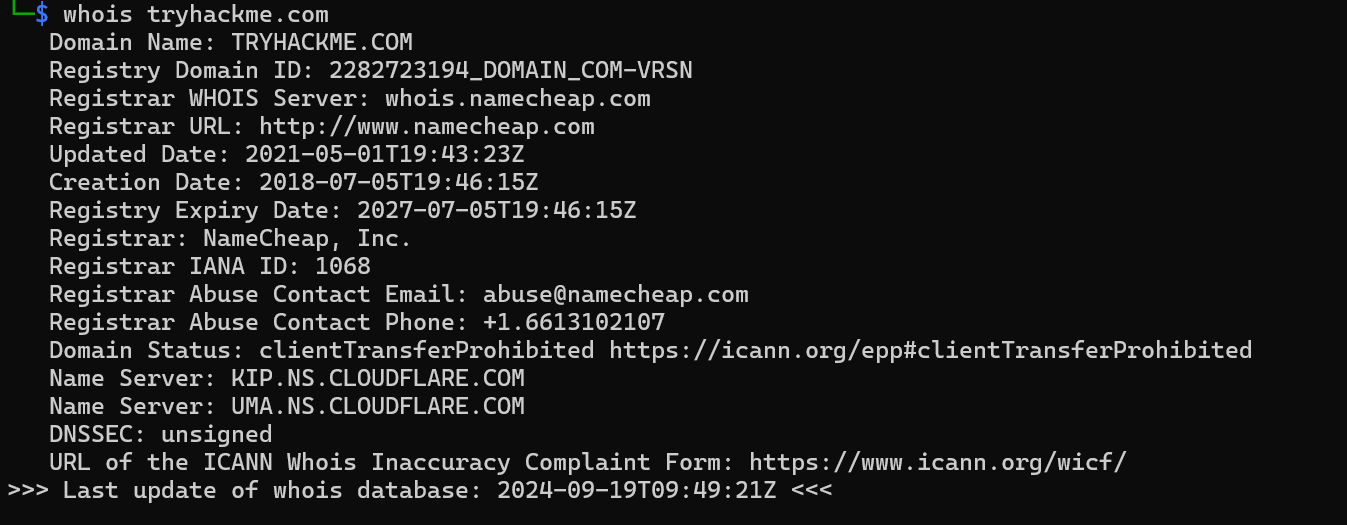 └─$ whois tryhackme.com
Domain Name: TRYHACKME.COM
Registry Domain ID: 2282723194_DOMAIN_COM-VRSN
Registrar WHOIS Server: whois.namecheap.com
Registrar URL: http://www.namecheap.com
Updated Date: 2021-05-01T19:43:23Z
Creation Date: 2018-07-05T19:46:15Z
Registry Expiry Date: 2027-07-05T19:46:15Z
Registrar: NameCheap, Inc.
Registrar IANA ID: 1068
Registrar Abuse Contact Email: abuse@namecheap.com
Registrar Abuse Contact Phone: +1.6613102107
Domain Status: clientTransferProhibited https://icann.org/epp#clientTransferProhibited
Name Server: KIP.NS.CLOUDFLARE.COM
Name Server: UMA.NS.CLOUDFLARE.COM
DNSSEC: unsigned
URL of the ICANN Whois Inaccuracy Complaint Form: https://www.icann.org/wicf/
>>> Last update of whois database: 2024-09-19T09:49:21Z <<<